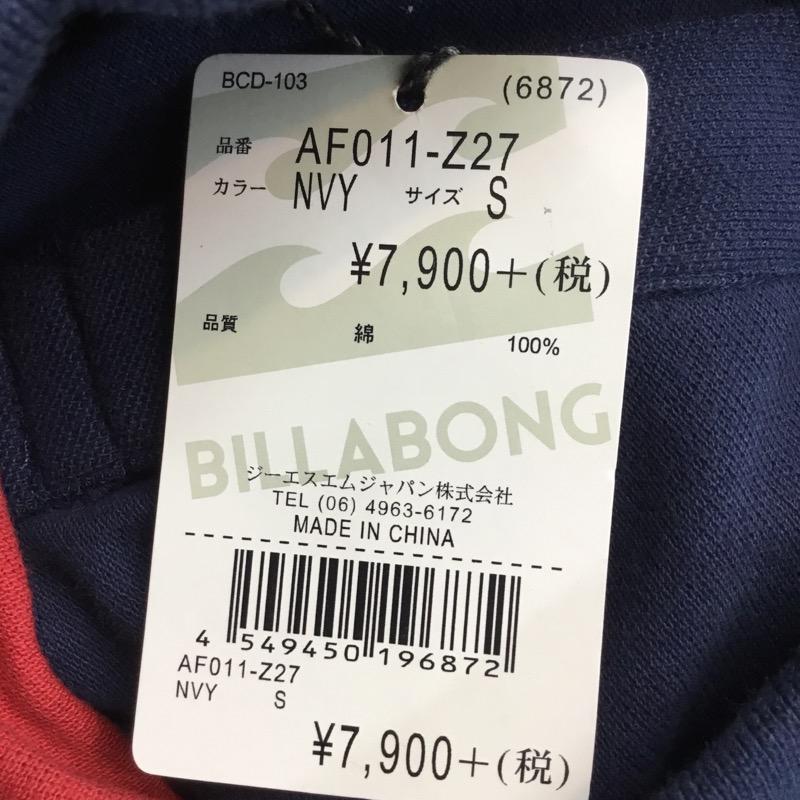 BCD-103 (6872)
品番 AF011-Z27
カラー NVY サイズ S
¥7,900+(税)
品質 綿 100%
BILLABONG
ジーエスエムジャパン株式会社
TEL (06) 4963-6172
MADE IN CHINA
4 549450 196872
AF011-Z27
NVY S
¥7,900+(税)